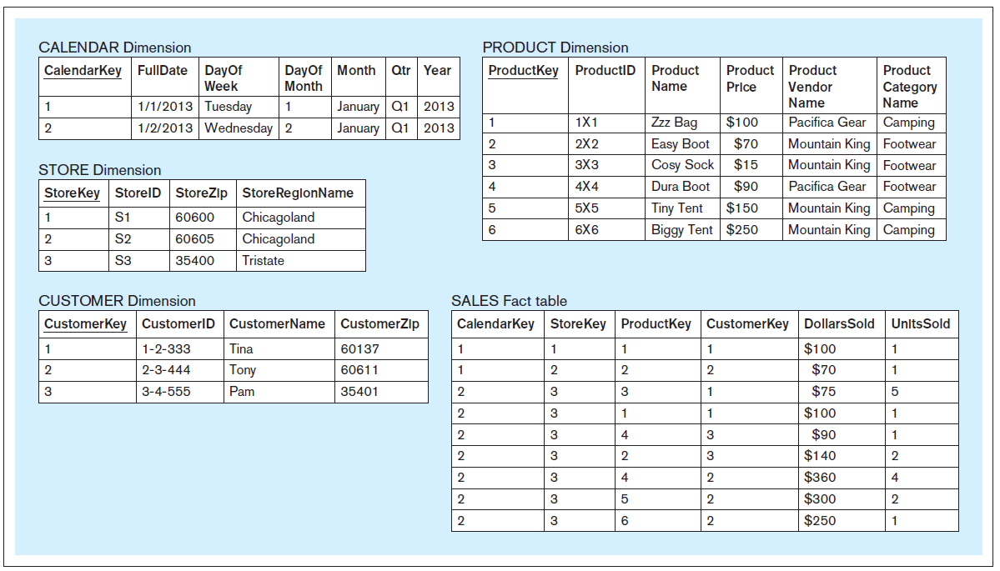 CALENDAR Dimension
CalendarKey FullDate DayOf Week DayOf Month Month Qtr Year
1 1/1/2013 Tuesday 1 January Q1 2013
2 1/2/2013 Wednesday 2 January Q1 2013
PRODUCT Dimension
ProductKey ProductID Product Name Product Price Product Vendor Name Product Category Name
1 1X1 Zzz Bag $100 Pacifica Gear Camping
2 2X2 Easy Boot $70 Mountain King Footwear
3 3X3 Cosy Sock $15 Mountain King Footwear
4 4X4 Dura Boot $90 Pacifica Gear Footwear
5 5X5 Tiny Tent $150 Mountain King Camping
6 6X6 Biggy Tent $250 Mountain King Camping
STORE Dimension
StoreKey StoreID StoreZip StoreRegionName
1 S1 60600 Chicagoland
2 S2 60605 Chicagoland
3 S3 35400 Tristate
CUSTOMER Dimension
CustomerKey CustomerID CustomerName CustomerZip
1 1-2-333 Tina 60137
2 2-3-444 Tony 60611
3 3-4-555 Pam 35401
SALES Fact table
CalendarKey StoreKey ProductKey CustomerKey DollarsSold UnitsSold
1 1 1 1 $100 1
1 2 2 2 $70 1
2 3 3 1 $75 5
2 3 1 1 $100 1
2 3 4 3 $90 1
2 3 2 3 $140 2
2 3 4 2 $360 4
2 3 5 2 $300 2
2 3 6 2 $250 1